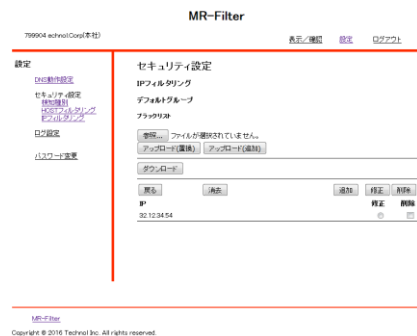 MR-Filter
799904 echnol.Corp(本社)
表示/確認 設定 ログアウト
設定
DNS動作設定
セキュリティ設定
検知種別
HOSTフィルタリング
IPフィルタリング
ログ設定
パスワード変更
セキュリティ設定
IPフィルタリング
デフォルトグループ
ブラックリスト
参照... ファイルが選択されていません。
アップロード(置換) アップロード(追加)
ダウンロード
戻る 消去 追加 修正 削除
IP 修正 削除
32.12.34.54
MR-Filter
Copyright © 2016 Technol Inc. All rights reserved.